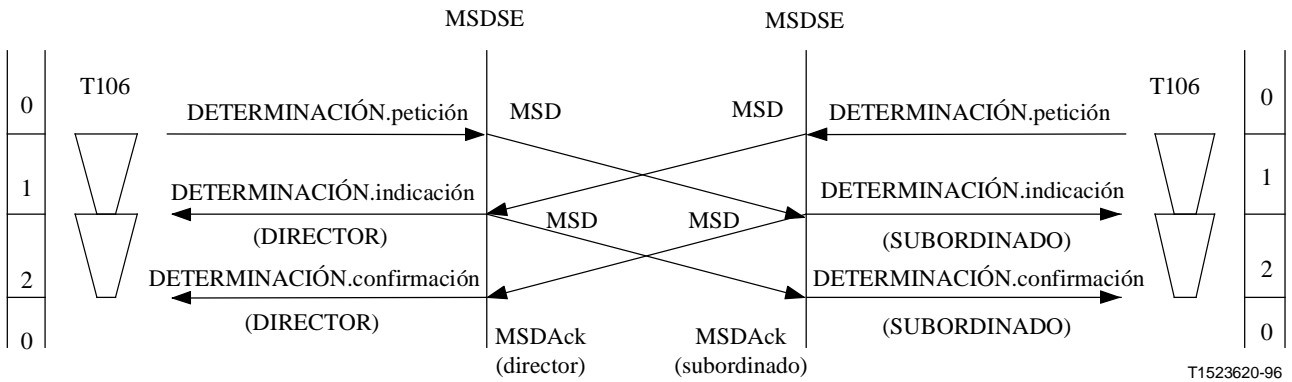 MSDSE MSDSE
T106 T106
0 0
DETERMINACIÓN.petición MSD MSD DETERMINACIÓN.petición
1 1
DETERMINACIÓN.indicación DETERMINACIÓN.indicación
MSD MSD
(DIRECTOR) (SUBORDINADO)
2 2
DETERMINACIÓN.confirmación DETERMINACIÓN.confirmación
(DIRECTOR) (SUBORDINADO)
0 0
MSDAck MSDAck
(director) (subordinado)
T1523620-96